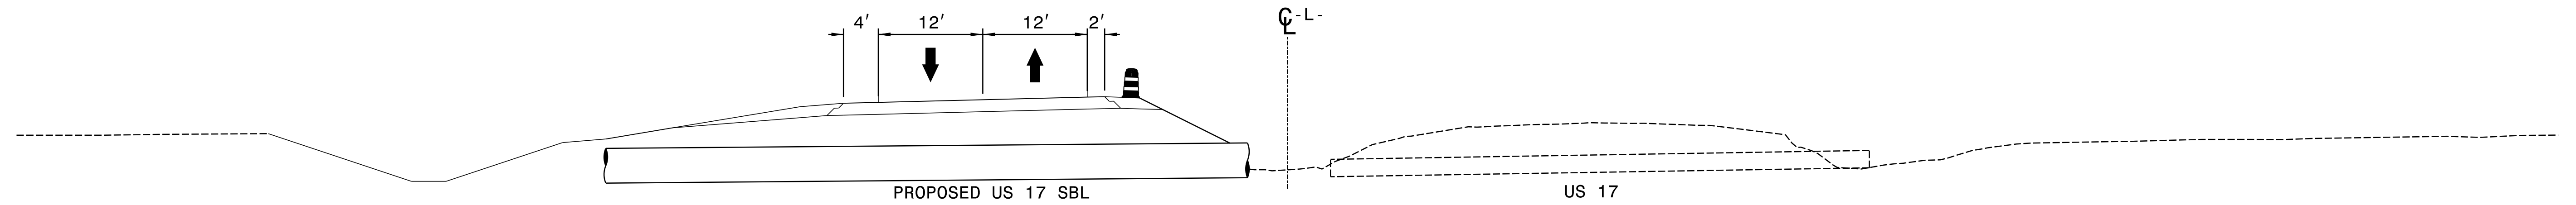 4' 12' 12' 2'
℄ -L-
PROPOSED US 17 SBL
US 17